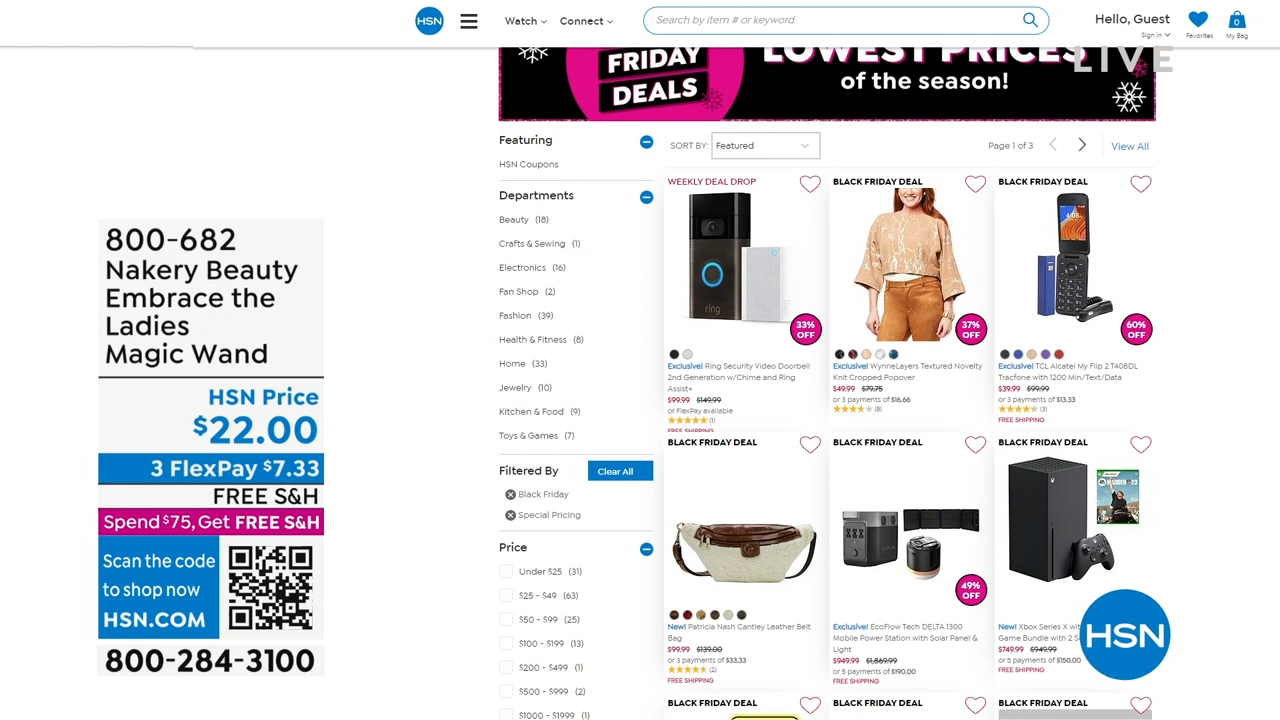 HSN
Watch
Connect
Search by item # or keyword
Hello, Guest
Sign in
Favorites
0
My Bag
LIVE
FRIDAY
DEALS
LOWEST PRICES
of the season!
800-682
Nakery Beauty
Embrace the
Ladies
Magic Wand
HSN Price
$22.00
3 FlexPay $7.33
FREE S&H
Spend $75, Get FREE S&H
Scan the code
to shop now
HSN.COM
800-284-3100
Featuring
HSN Coupons
Departments
Beauty (18)
Crafts & Sewing (1)
Electronics (16)
Fan Shop (2)
Fashion (39)
Health & Fitness (8)
Home (33)
Jewelry (10)
Kitchen & Food (9)
Toys & Games (7)
Filtered By
Clear All
Black Friday
Special Pricing
Price
Under $25 (31)
$25 - $49 (63)
$50 - $99 (25)
$100 - $199 (13)
$200 - $499 (1)
$500 - $999 (2)
$1000 - $1999 (1)
SORT BY:
Featured
Page 1 of 3
View All
WEEKLY DEAL DROP
ring
33%
OFF
Exclusive! Ring Security Video Doorbell
2nd Generation w/Chime and Ring
Assist+
$99.99 $149.99
or FlexPay available
(1)
FREE SHIPPING
BLACK FRIDAY DEAL
37%
OFF
Exclusive! WynneLayers Textured Novelty
Knit Cropped Popover
$49.99 $79.75
or 3 payments of $16.66
(8)
BLACK FRIDAY DEAL
4:08
60%
OFF
Exclusive! TCL Alcatel My Flip 2 T408DL
Tracfone with 1200 Min/Text/Data
$39.99 $99.99
or 3 payments of $13.33
(3)
FREE SHIPPING
BLACK FRIDAY DEAL
New! Patricia Nash Cantley Leather Belt
Bag
$99.99 $139.00
or 3 payments of $33.33
(2)
FREE SHIPPING
BLACK FRIDAY DEAL
49%
OFF
Exclusive! EcoFlow Tech DELTA 1300
Mobile Power Station with Solar Panel &
Light
$949.99 $1,869.99
or 5 payments of $190.00
FREE SHIPPING
BLACK FRIDAY DEAL
MADDEN 23
New! Xbox Series X wit
Game Bundle with 2 S
$749.99 $949.99
or 5 payments of $150.00
FREE SHIPPING
HSN
BLACK FRIDAY DEAL
BLACK FRIDAY DEAL
BLACK FRIDAY DEAL